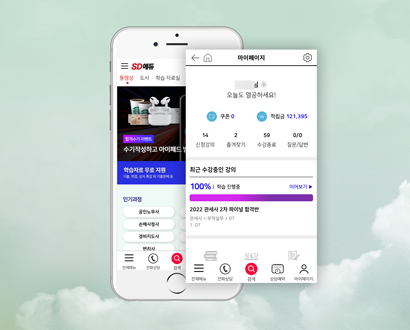 SD에듀
동영상 도서 학습 자료실
합격수기 이벤트
수기작성하고 아이패드
학습자료 무료 지원
인기과정
공인노무사
손해사정사
경비지도사
변리사
전체메뉴 전화상담 검색
마이페이지
오늘도 열공하세요!
쿠폰 0 적립금 121,395
14 2 59 0/0
신청강의 즐겨찾기 수강종료 질문/답변
최근 수강중인 강의
100% 학습 진행중 이어보기 ▶
2022 관세사 2차 파이널 합격반
관세사 > 무역실무 > OT
1. OT
전체메뉴 전화상담 검색 상담예약 마이페이지